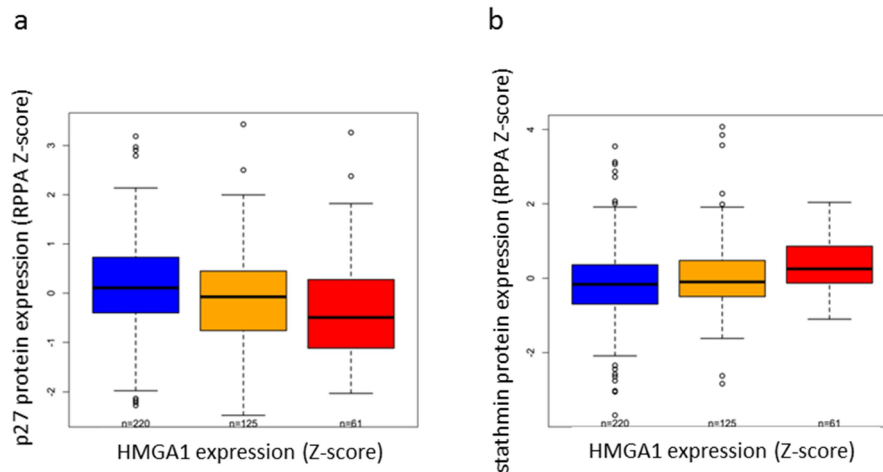 a
p27 protein expression (RPPA Z-score)
3
2
1
0
-1
-2
n=220 n=125 n=61
HMGA1 expression (Z-score)
b
stathmin protein expression (RPPA Z-score)
4
2
0
-2
n=220 n=125 n=61
HMGA1 expression (Z-score)